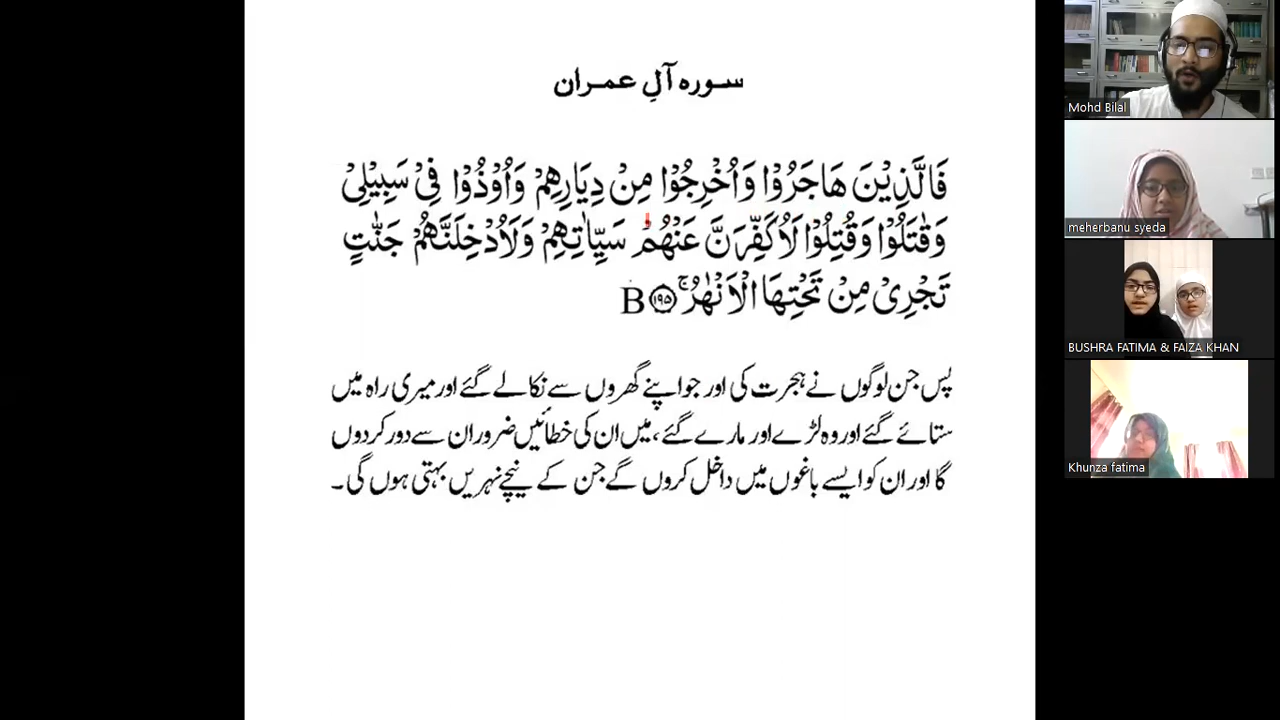 سورہ آلِ عمران
فَالَّذِيْنَ هَاجَرُوْا وَاُخْرِجُوْا مِنْ دِيَارِهِمْ وَاُوْذُوْا فِيْ سَبِيْلِيْ
وَقٰتَلُوْا وَقُتِلُوْا لَاُكَفِّرَنَّ عَنْهُمْ سَيِّاٰتِهِمْ وَلَاُدْخِلَنَّهُمْ جَنّٰتٍ
تَجْرِيْ مِنْ تَحْتِهَا الْاَنْهٰرُ ۚ ۝۱۹۵ B
پس جن لوگوں نے ہجرت کی اور جو اپنے گھروں سے نکالے گئے اور میری راہ میں
ستائے گئے اور وہ لڑے اور مارے گئے، میں ان کی خطائیں ضرور ان سے دور کردوں
گا اور ان کو ایسے باغوں میں داخل کروں گے جن کے نیچے نہریں بہتی ہوں گی۔
Mohd Bilal
meherbanu syeda
BUSHRA FATIMA & FAIZA KHAN
Khunza fatima